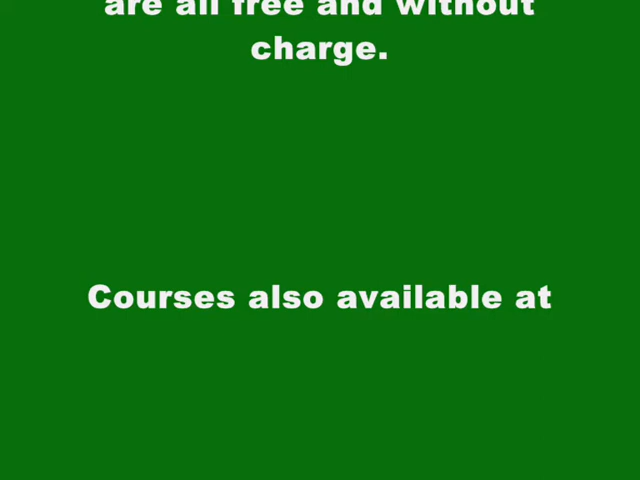 are all free and without
charge.
Courses also available at